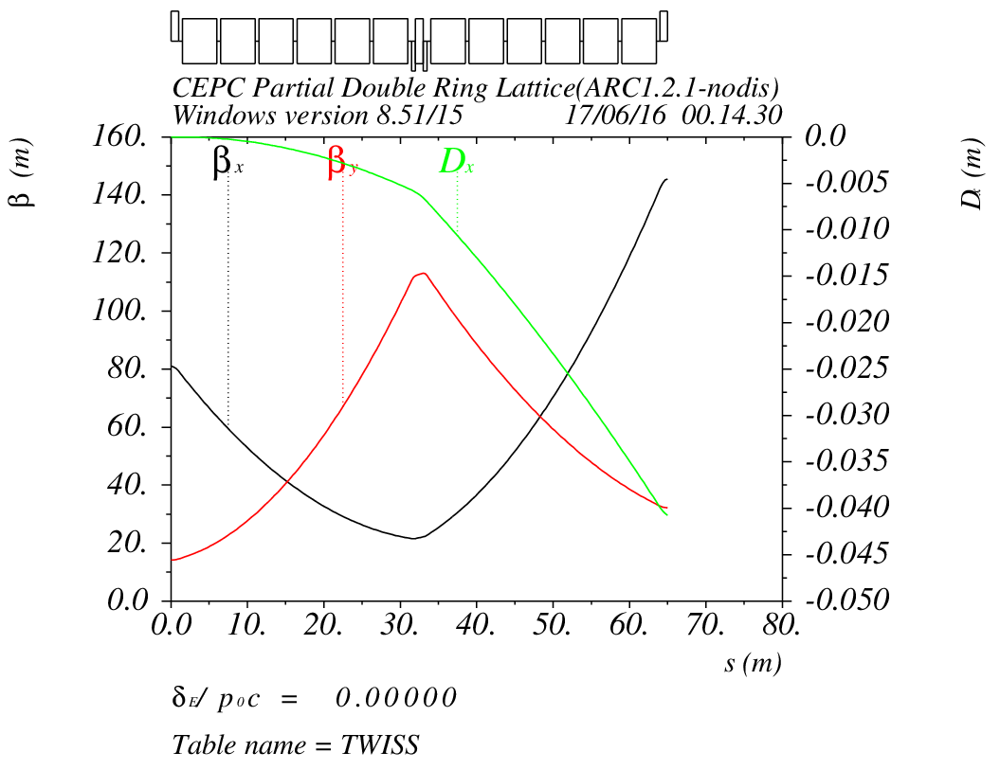 CEPC Partial Double Ring Lattice(ARC1.2.1-nodis)
Windows version 8.51/15 17/06/16 00.14.30
β (m)
160.
140.
120.
100.
80.
60.
40.
20.
0.0
βx
βy
Dx
0.0
-0.005
-0.010
-0.015
-0.020
-0.025
-0.030
-0.035
-0.040
-0.045
-0.050
Dx (m)
0.0 10. 20. 30. 40. 50. 60. 70. 80.
s (m)
δE/ p0c = 0.00000
Table name = TWISS